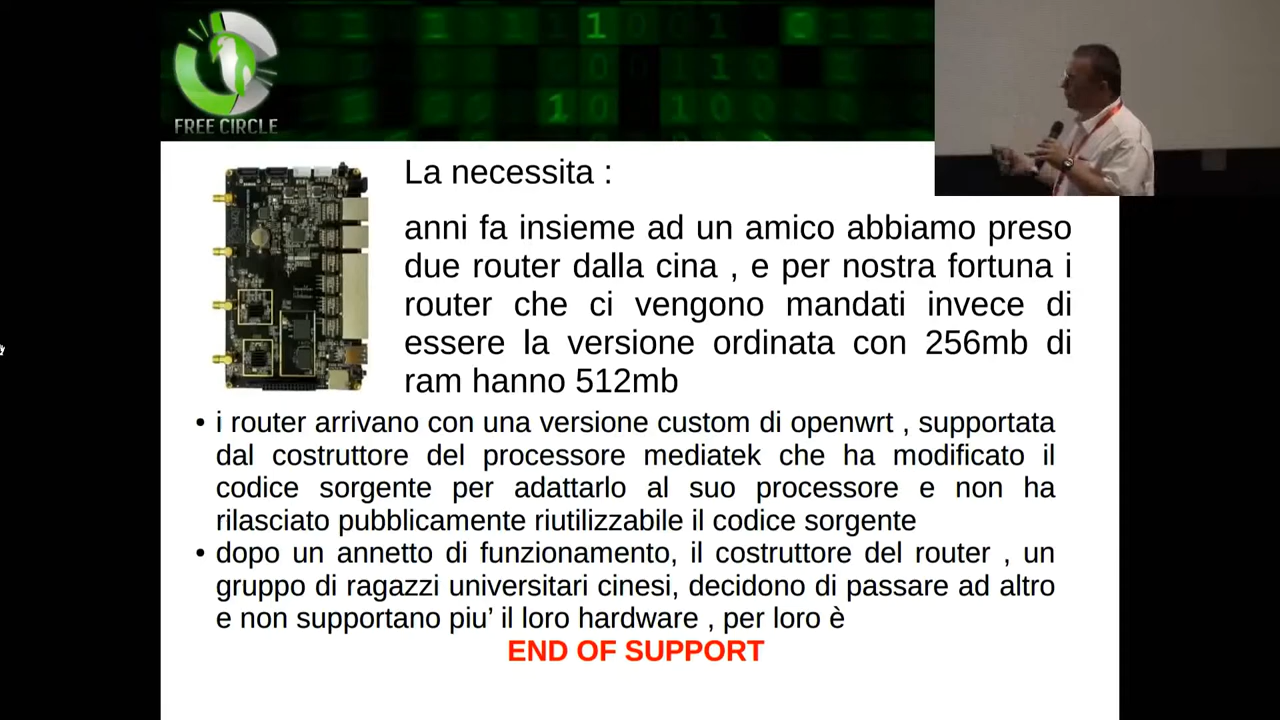 FREE CIRCLE
La necessita :
anni fa insieme ad un amico abbiamo preso
due router dalla cina , e per nostra fortuna i
router che ci vengono mandati invece di
essere la versione ordinata con 256mb di
ram hanno 512mb
• i router arrivano con una versione custom di openwrt , supportata
dal costruttore del processore mediatek che ha modificato il
codice sorgente per adattarlo al suo processore e non ha
rilasciato pubblicamente riutilizzabile il codice sorgente
• dopo un annetto di funzionamento, il costruttore del router , un
gruppo di ragazzi universitari cinesi, decidono di passare ad altro
e non supportano piu’ il loro hardware , per loro è
END OF SUPPORT